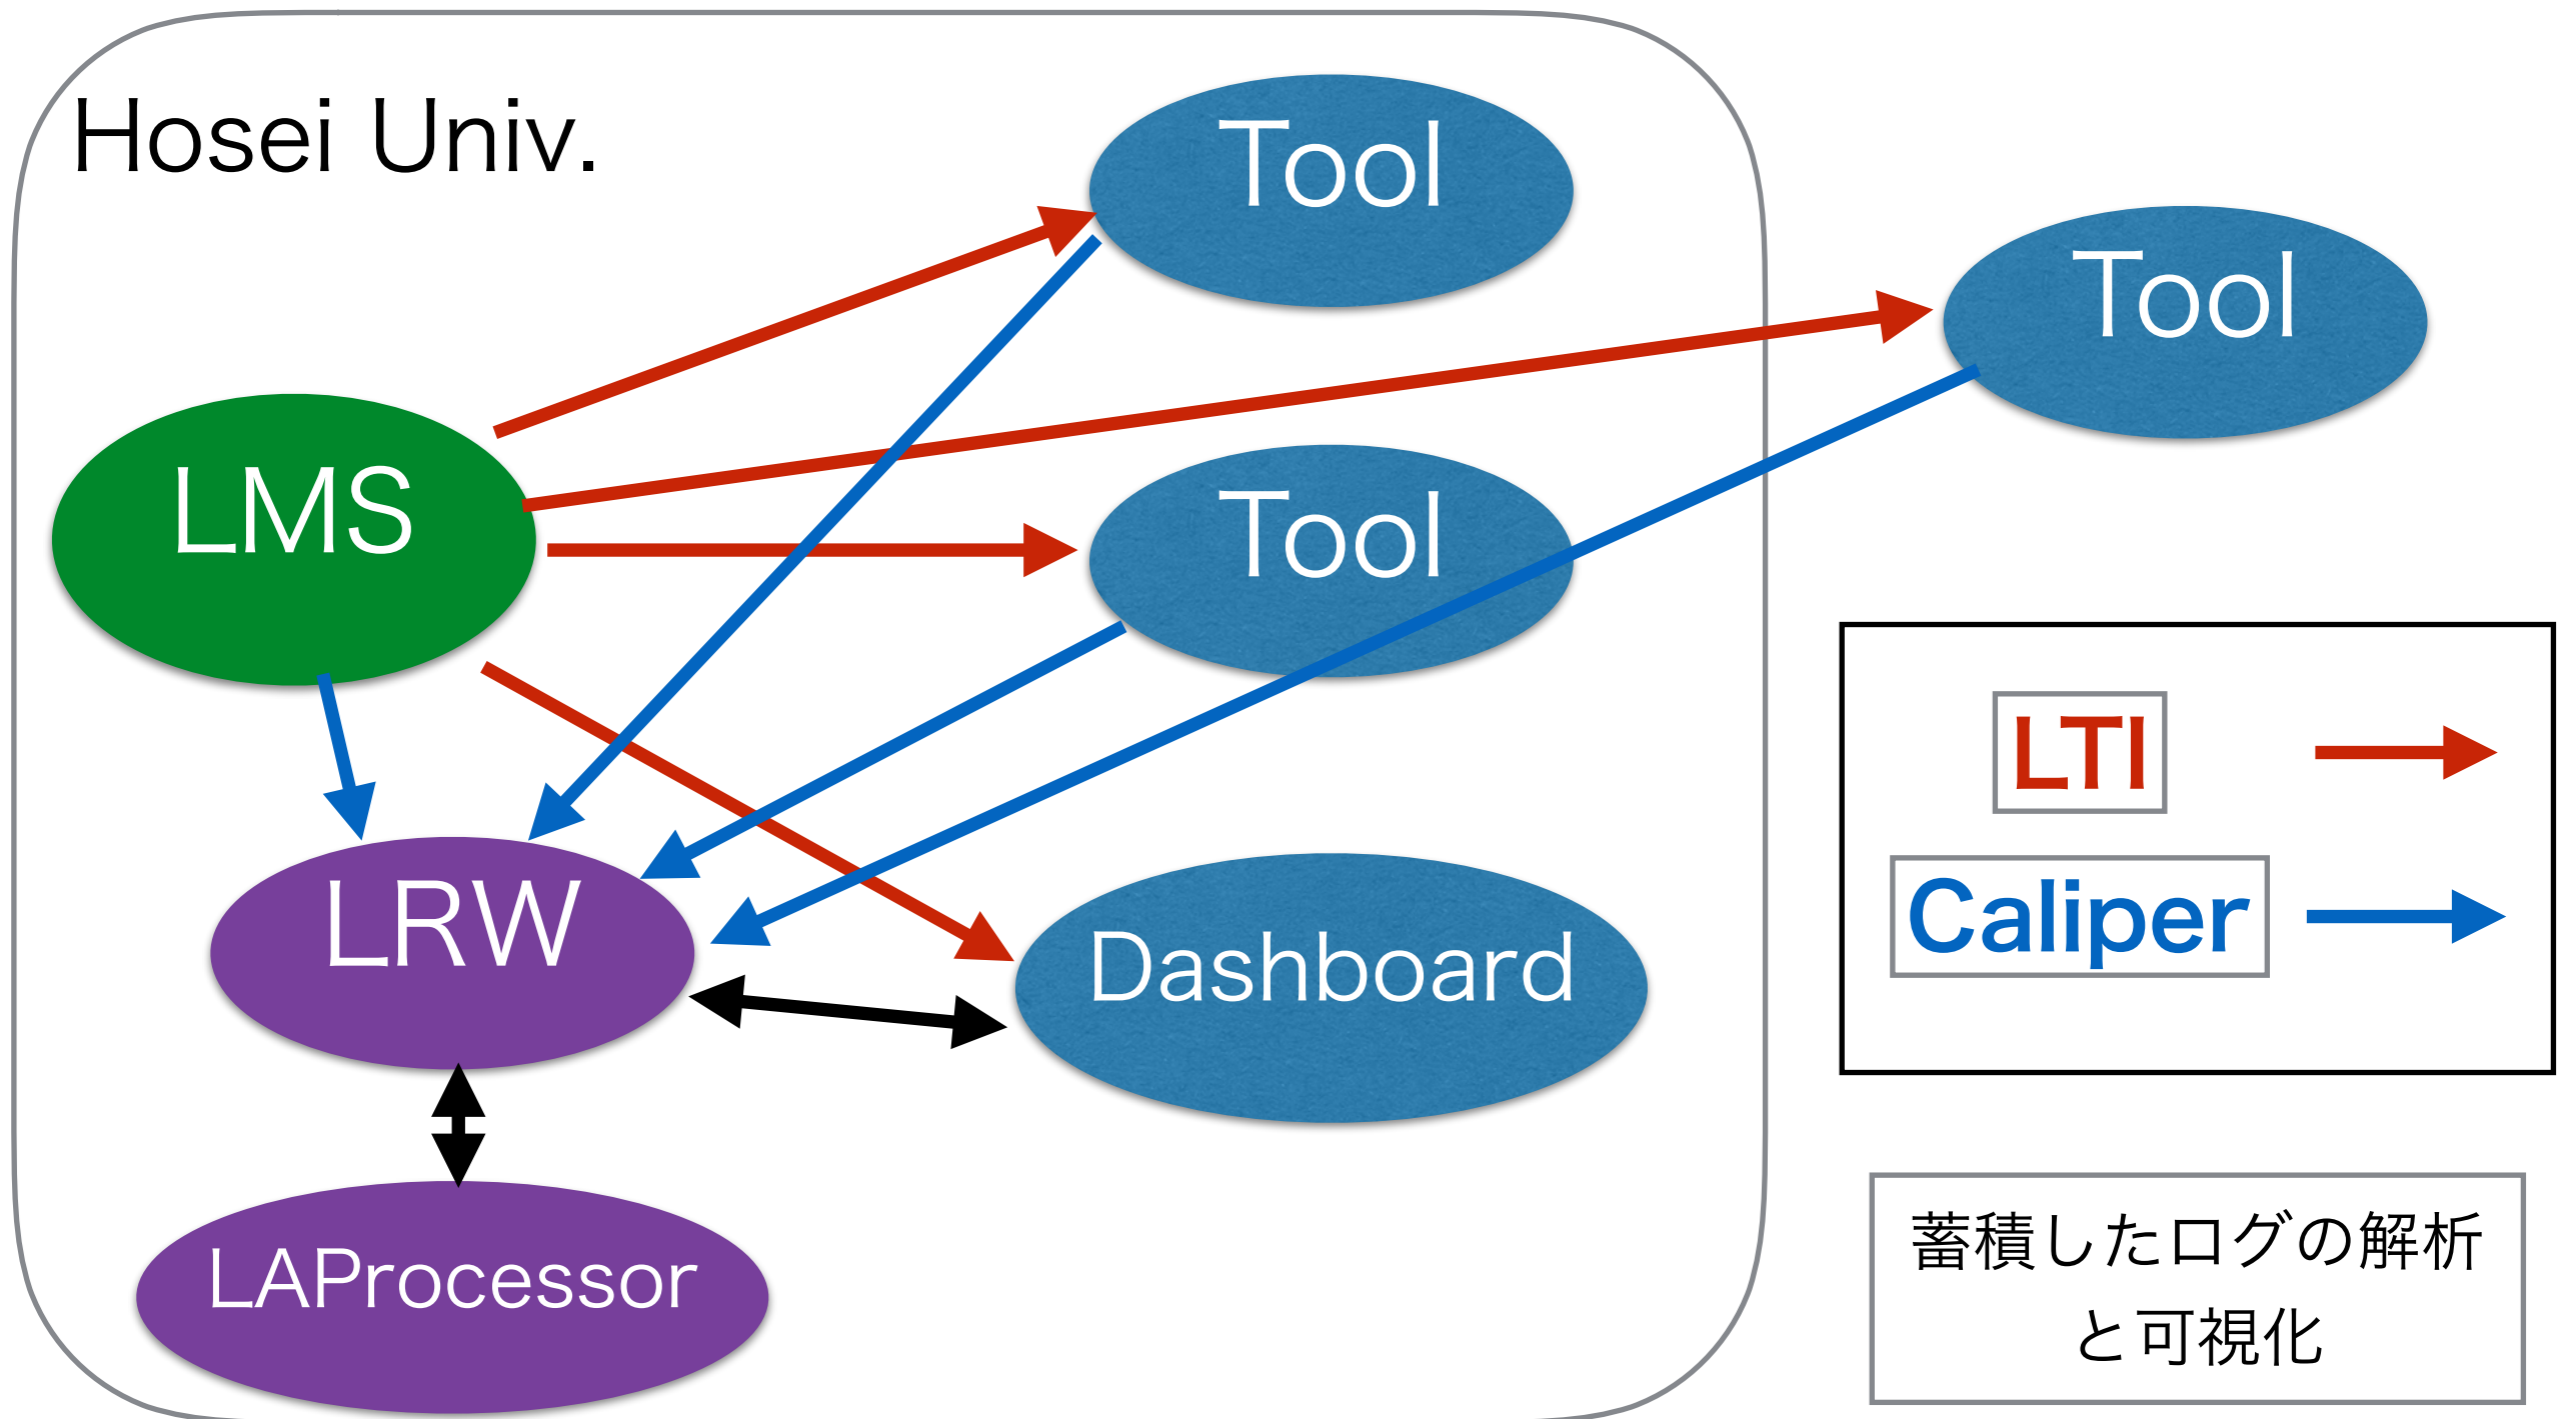 Hosei Univ.
Tool
Tool
LMS
Tool
LTI
Caliper
LRW
Dashboard
LAProcessor
蓄積したログの解析
と可視化